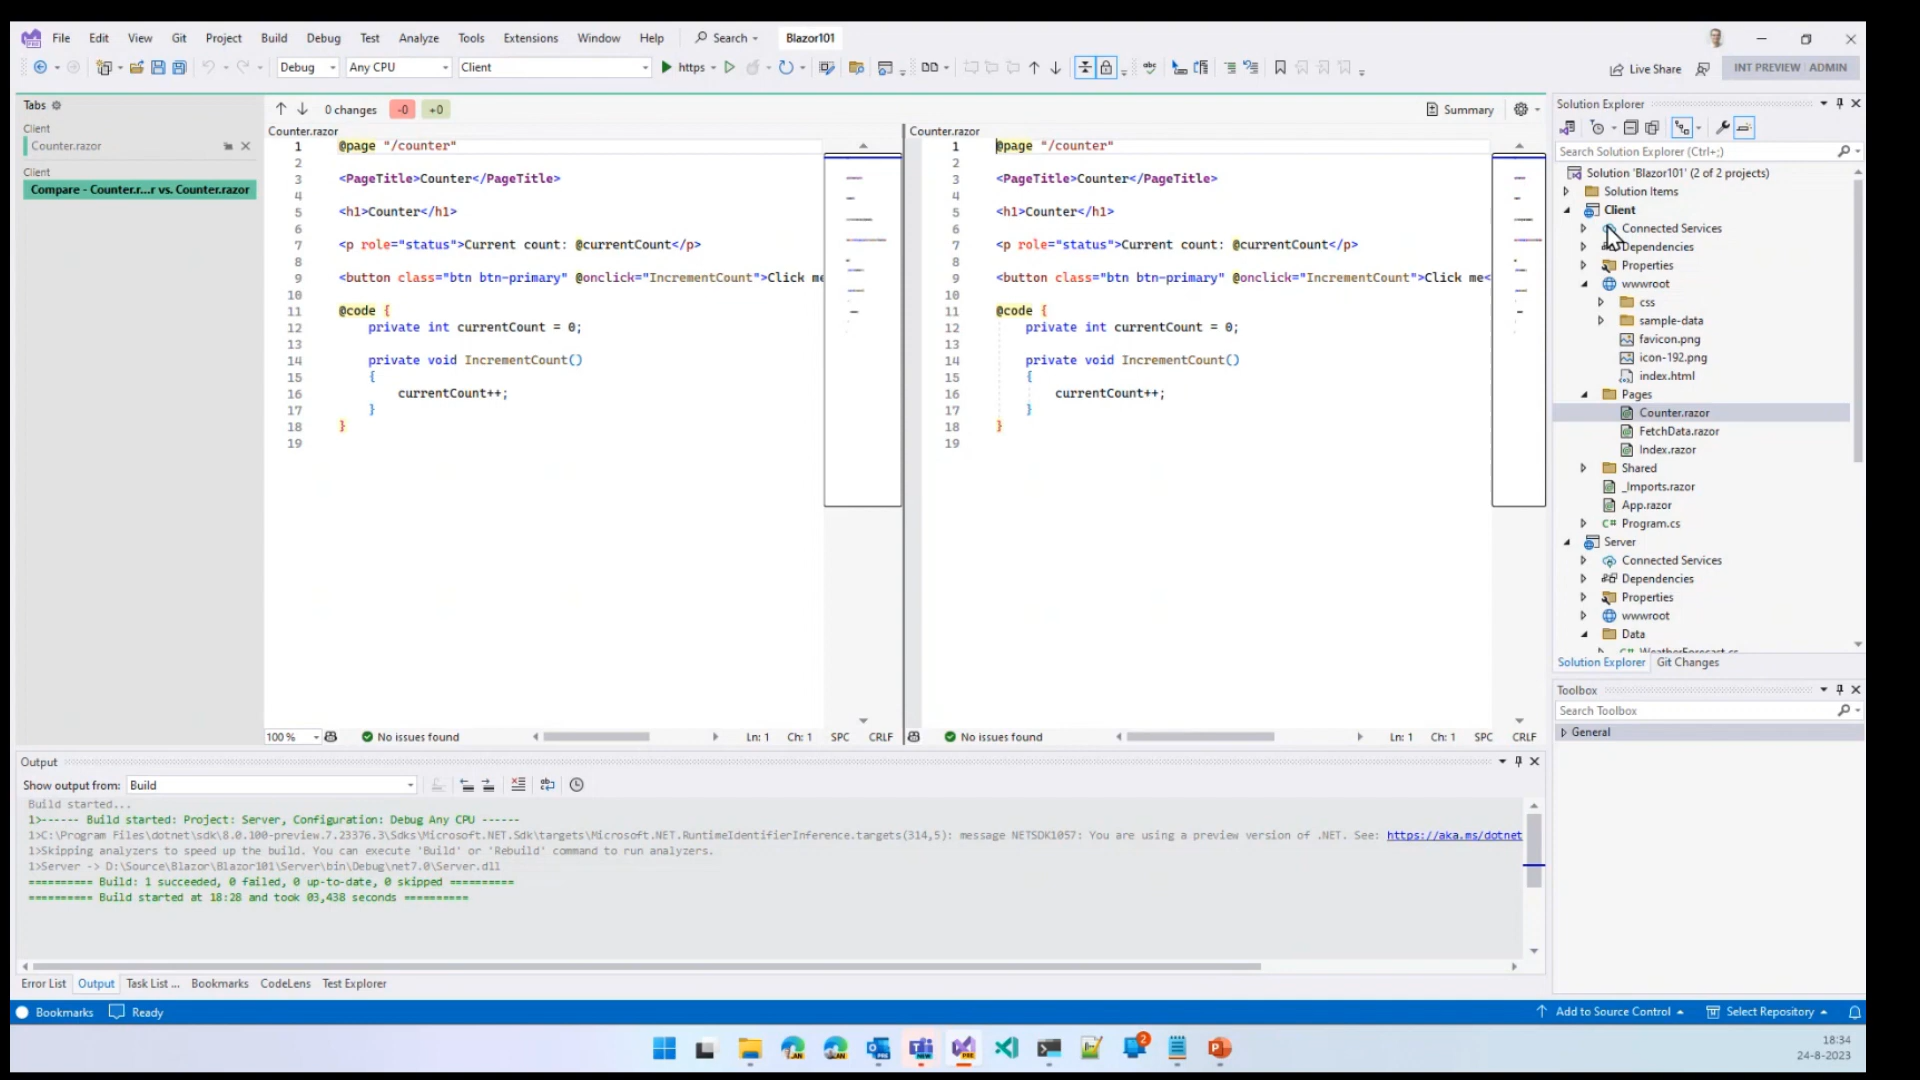 File Edit View Git Project Build Debug Test Analyze Tools Extensions Window Help Search Blazor101
Debug Any CPU Client https Live Share INT PREVIEW ADMIN
Tabs
Client
Counter.razor
Client
Compare - Counter.r...r vs. Counter.razor
0 changes -0 +0 Summary
Counter.razor
1 @page "/counter"
2
3 <PageTitle>Counter</PageTitle>
4
5 <h1>Counter</h1>
6
7 <p role="status">Current count: @currentCount</p>
8
9 <button class="btn btn-primary" @onclick="IncrementCount">Click me
10
11 @code {
12 private int currentCount = 0;
13
14 private void IncrementCount()
15 {
16 currentCount++;
17 }
18 }
19
100 % No issues found Ln: 1 Ch: 1 SPC CRLF
Counter.razor
1 @page "/counter"
2
3 <PageTitle>Counter</PageTitle>
4
5 <h1>Counter</h1>
6
7 <p role="status">Current count: @currentCount</p>
8
9 <button class="btn btn-primary" @onclick="IncrementCount">Click me<
10
11 @code {
12 private int currentCount = 0;
13
14 private void IncrementCount()
15 {
16 currentCount++;
17 }
18 }
19
No issues found Ln: 1 Ch: 1 SPC CRLF
Solution Explorer
Search Solution Explorer (Ctrl+;)
Solution 'Blazor101' (2 of 2 projects)
Solution Items
Client
Connected Services
Dependencies
Properties
wwwroot
css
sample-data
favicon.png
icon-192.png
index.html
Pages
Counter.razor
FetchData.razor
Index.razor
Shared
_Imports.razor
App.razor
C# Program.cs
Server
Connected Services
Dependencies
Properties
wwwroot
Data
Solution Explorer Git Changes
Toolbox
Search Toolbox
General
Output
Show output from: Build
Build started...
1>------ Build started: Project: Server, Configuration: Debug Any CPU ------
1>C:\Program Files\dotnet\sdk\8.0.100-preview.7.23376.3\Sdks\Microsoft.NET.Sdk\targets\Microsoft.NET.RuntimeIdentifierInference.targets(314,5): message NETSDK1057: You are using a preview version of .NET. See: https://aka.ms/dotnet
1>Skipping analyzers to speed up the build. You can execute 'Build' or 'Rebuild' command to run analyzers.
1>Server -> D:\Source\Blazor\Blazor101\Server\bin\Debug\net7.0\Server.dll
========== Build: 1 succeeded, 0 failed, 0 up-to-date, 0 skipped ==========
========== Build started at 18:28 and took 03,438 seconds ==========
Error List Output Task List ... Bookmarks CodeLens Test Explorer
Bookmarks Ready Add to Source Control Select Repository
2
18:34
24-8-2023